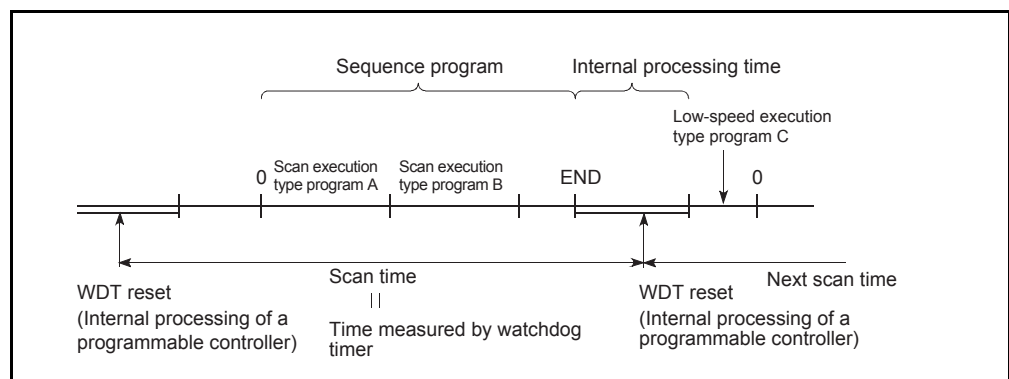 Sequence program
Internal processing time
Low-speed execution
type program C
0
Scan execution
type program A
Scan execution
type program B
END
0
Scan time
||
Time measured by watchdog
timer
Next scan time
WDT reset
(Internal processing of a
programmable controller)
WDT reset
(Internal processing of a
programmable controller)